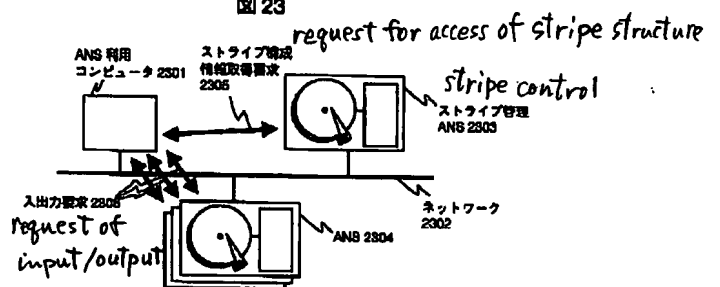 図 23
request for access of stripe structure
ANS 利用
コンピュータ 2301
ストライプ構成
情報取得要求
2305
stripe control
ストライプ管理
ANS 2303
入出力要求 2306
request of
input/output
ネットワーク
2302
ANS 2304